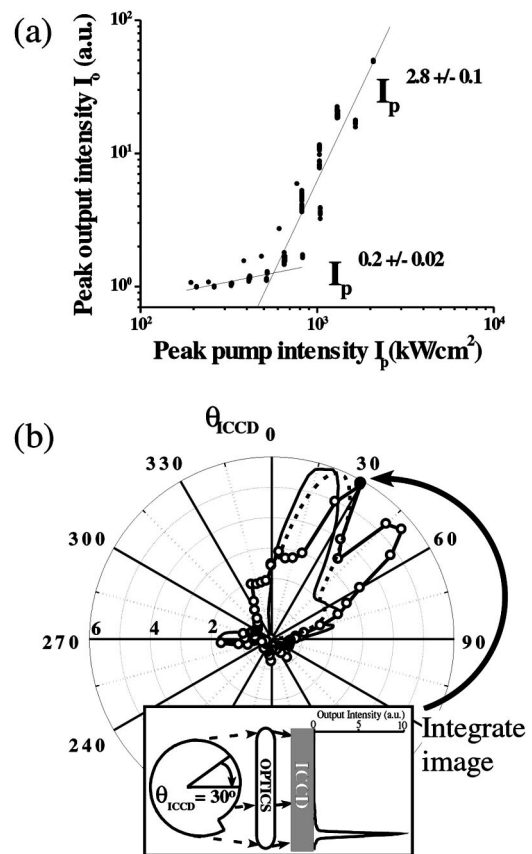 (a)
Peak output intensity I_o (a.u.)
10²
10¹
10⁰
I_p 2.8 +/- 0.1
I_p 0.2 +/- 0.02
10² 10³ 10⁴
Peak pump intensity I_p (kW/cm²)
(b)
θ_ICCD
0
330 30
300 60
6 4 2
270 90
240
Integrate
image
Output Intensity (a.u.)
0 10
θ_ICCD = 30°
OPTICS
ICCD